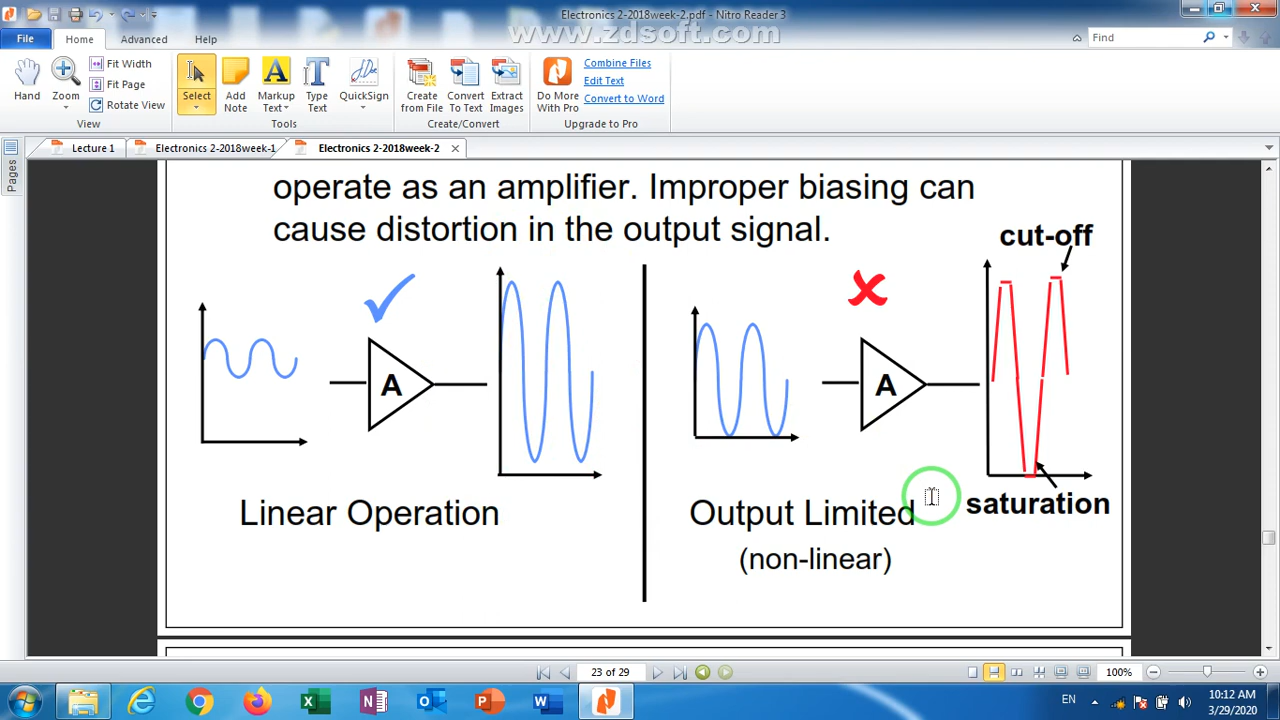 Electronics 2-2018week-2.pdf - Nitro Reader 3
www.zdsoft.com
File Home Advanced Help
Find
Hand
Zoom
Fit Width
Fit Page
Rotate View
View
Select
Add Note
Markup Text
Type Text
QuickSign
Tools
Create from File
Convert To Text
Extract Images
Create/Convert
Do More With Pro
Combine Files
Edit Text
Convert to Word
Upgrade to Pro
Pages
Lecture 1
Electronics 2-2018week-1
Electronics 2-2018week-2
operate as an amplifier. Improper biasing can
cause distortion in the output signal.
cut-off
A
A
saturation
Linear Operation
Output Limited
(non-linear)
23 of 29
100%
EN
10:12 AM
3/29/2020